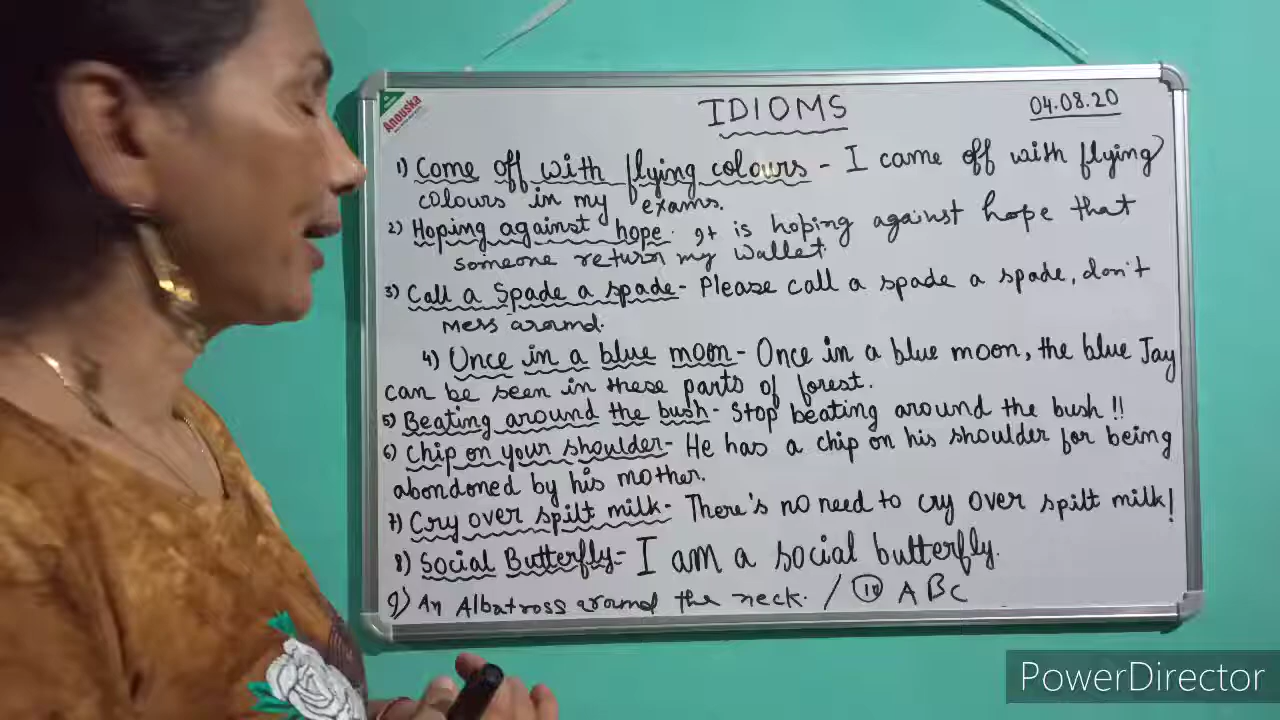 Anouska
IDIOMS
04.08.20
1) Come off with flying colours - I came off with flying
colours in my exams.
2) Hoping against hope. It is hoping against hope that
someone return my wallet.
3) Call a Spade a spade - Please call a spade a spade, don't
mess around.
4) Once in a blue moon - Once in a blue moon, the blue Jay
can be seen in these parts of forest.
5) Beating around the bush - Stop beating around the bush!!
6) Chip on your shoulder - He has a chip on his shoulder for being
abondoned by his mother.
7) Cry over spilt milk - There's no need to cry over spilt milk!
8) Social Butterfly - I am a social butterfly.
9) An Albatross around the neck. / 10 ABC
PowerDirector